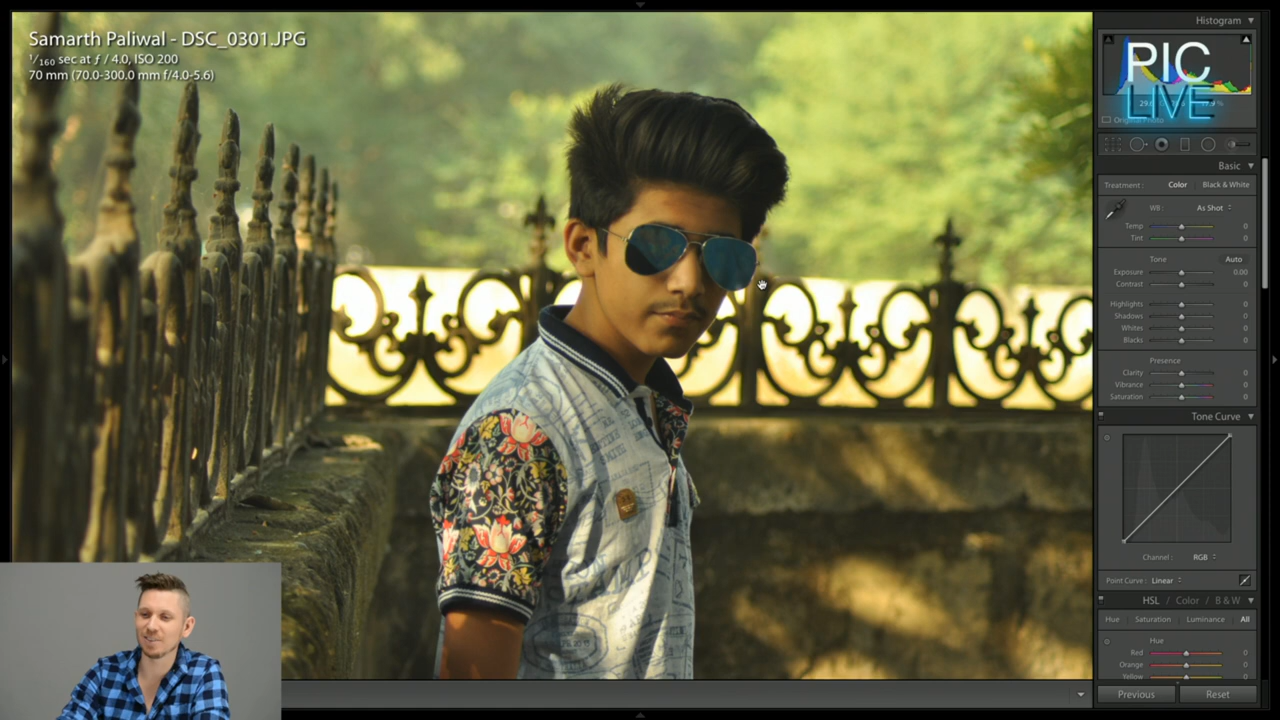 Samarth Paliwal - DSC_0301.JPG
1/160 sec at ƒ / 4.0, ISO 200
70 mm (70.0-300.0 mm f/4.0-5.6)
Histogram
PIC
LIVE
Basic
Treatment : Color Black & White
WB : As Shot
Temp 0
Tint 0
Tone Auto
Exposure 0.00
Contrast 0
Highlights 0
Shadows 0
Whites 0
Blacks 0
Presence
Clarity 0
Vibrance 0
Saturation 0
Tone Curve
Channel : RGB
Point Curve : Linear
HSL / Color / B & W
Hue Saturation Luminance All
Hue
Red 0
Orange 0
Yellow 0
Previous Reset